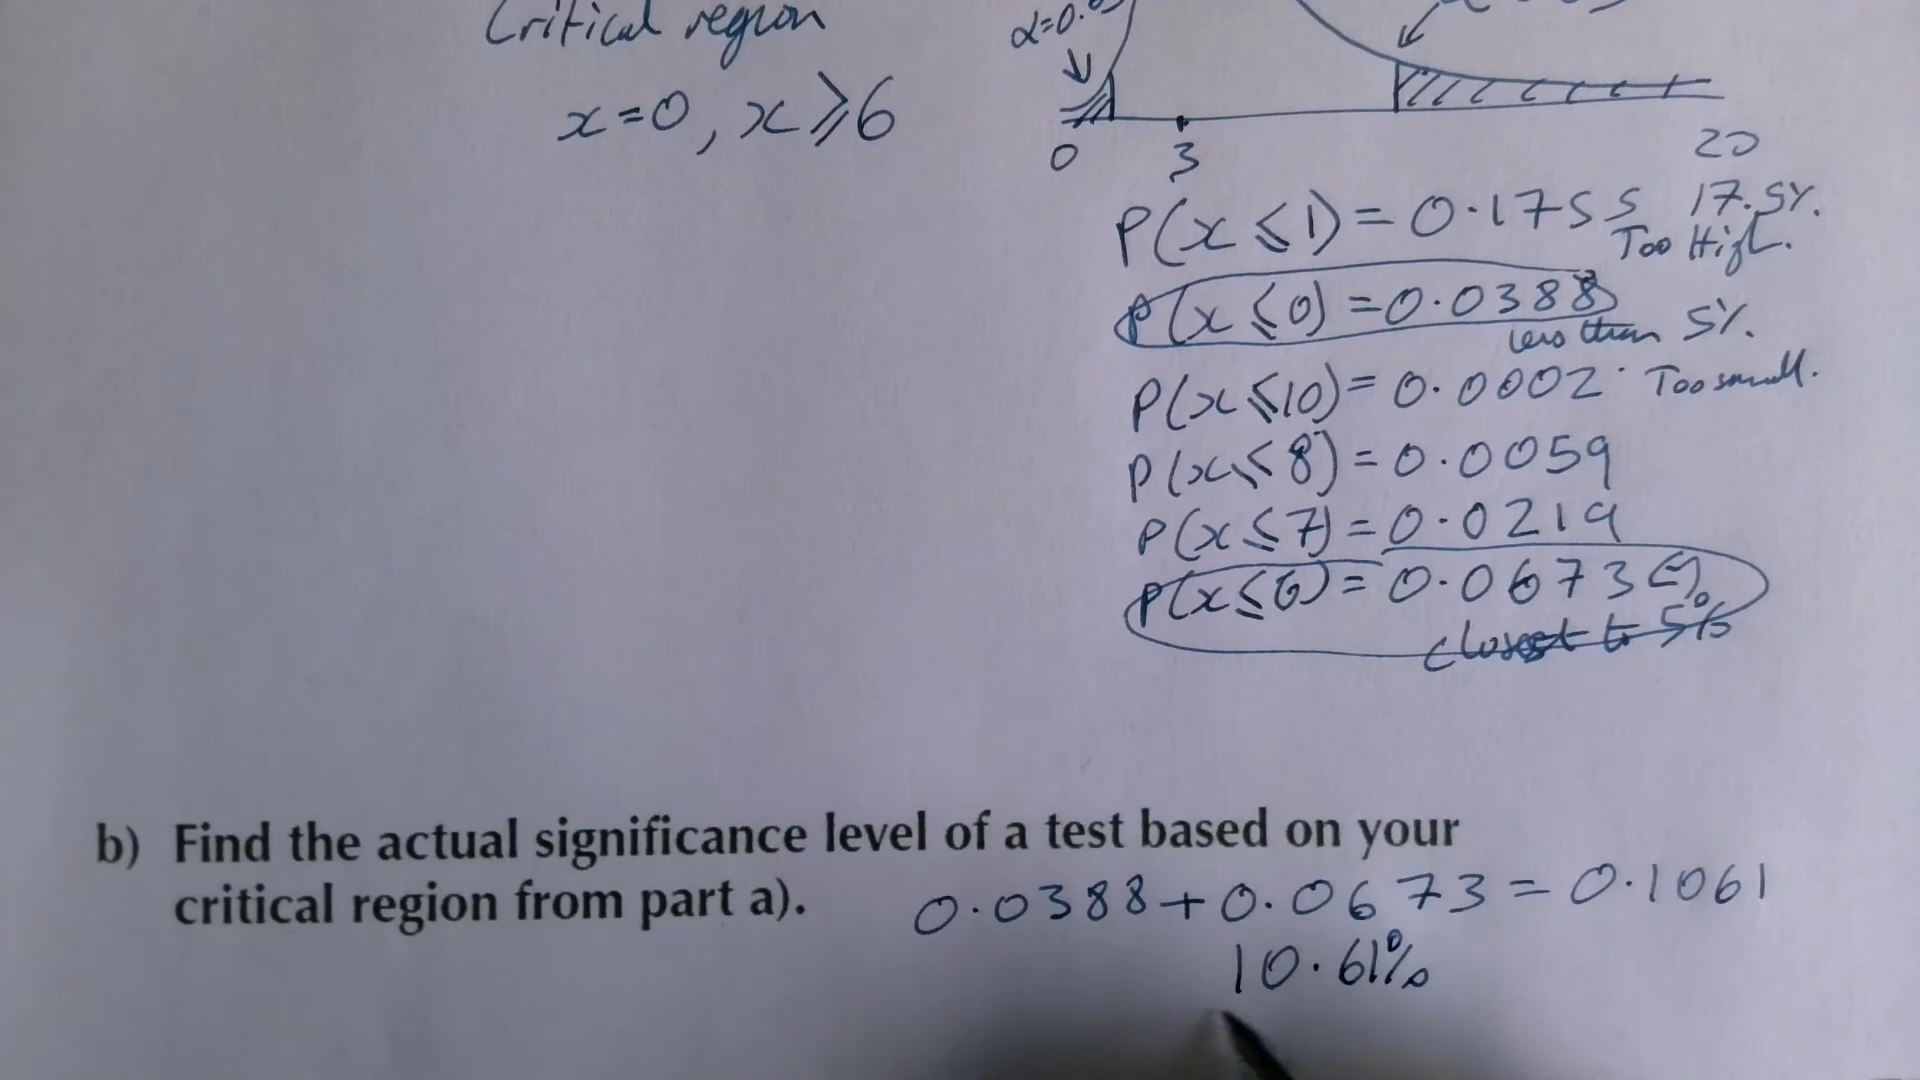 Critical region
x=0, x⩾6
α=0.0
0 3
20
P(x⩽1)=0.1755 17.5%.
Too High.
P(x⩽0)=0.0388
less than 5%.
P(x⩽10)=0.0002. Too small.
P(x⩽8)=0.0059
P(x⩽7)=0.0219
P(x⩽6)=0.0673
closest to 5%
b) Find the actual significance level of a test based on your
critical region from part a). 0.0388+0.0673=0.1061
10.61%